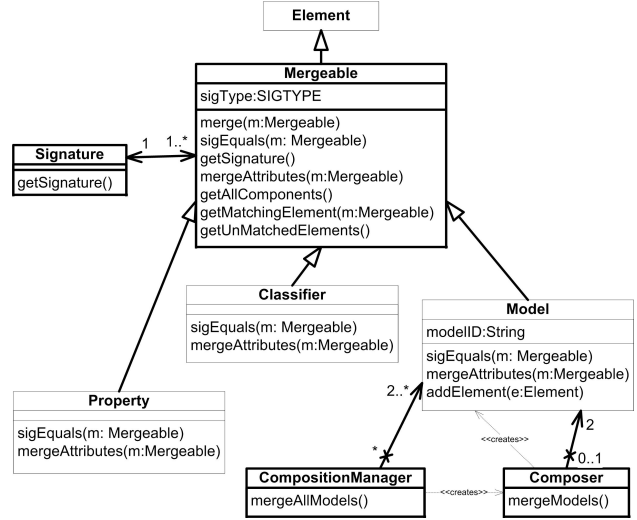 Element
Mergeable
sigType:SIGTYPE
merge(m:Mergeable)
sigEquals(m: Mergeable)
getSignature()
mergeAttributes(m:Mergeable)
getAllComponents()
getMatchingElement(m:Mergeable)
getUnMatchedElements()
1
1..*
Signature
getSignature()
Classifier
sigEquals(m: Mergeable)
mergeAttributes(m:Mergeable)
Model
modelID:String
sigEquals(m: Mergeable)
mergeAttributes(m:Mergeable)
addElement(e:Element)
Property
sigEquals(m: Mergeable)
mergeAttributes(m:Mergeable)
2..*
*
2
<<creates>>
0..1
CompositionManager
mergeAllModels()
<<creates>>
Composer
mergeModels()